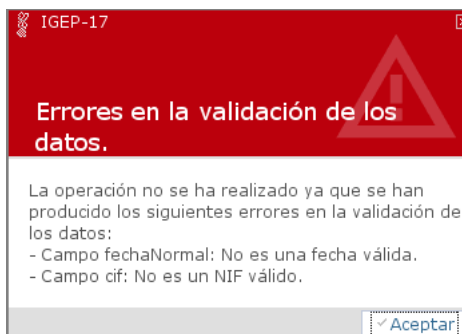 IGEP-17
Errores en la validación de los
datos.
La operación no se ha realizado ya que se han
producido los siguientes errores en la validación de
los datos:
- Campo fechaNormal: No es una fecha válida.
- Campo cif: No es un NIF válido.
Aceptar